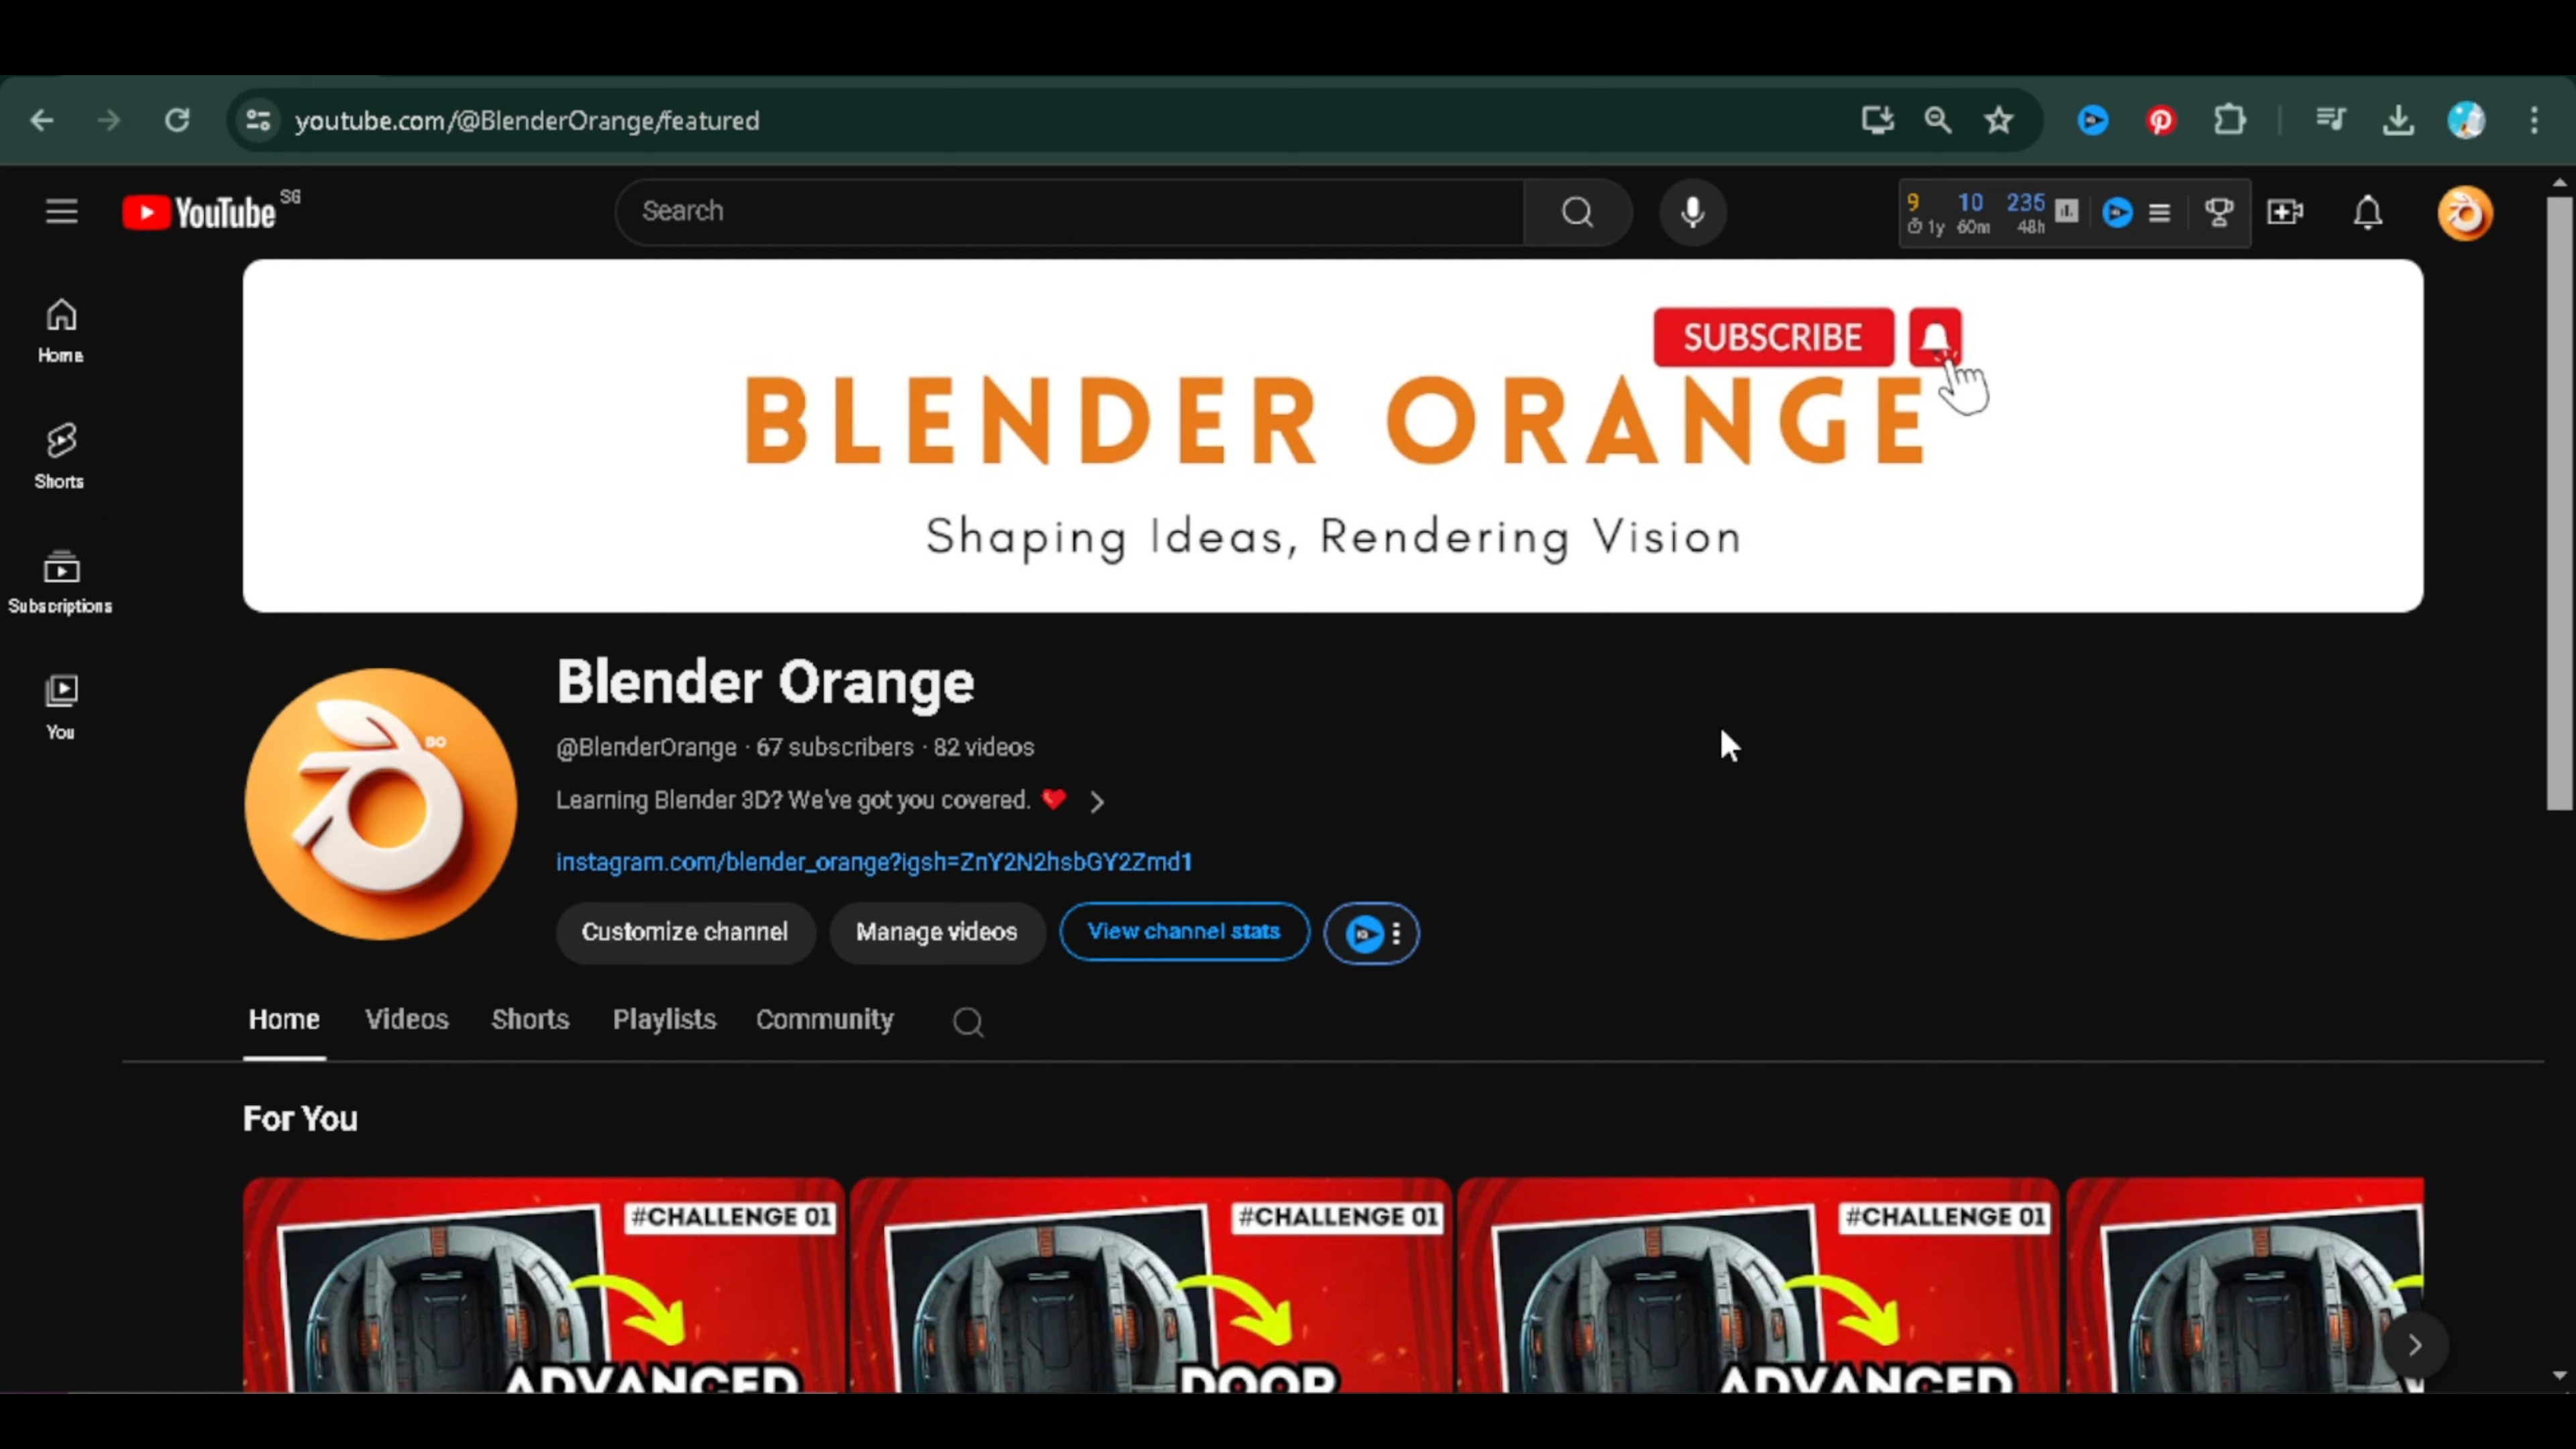 youtube.com/@BlenderOrange/featured
YouTube SG
Search
9 10 235
1y 60m 48h
Home
Shorts
Subscriptions
You
SUBSCRIBE
BLENDER ORANGE
Shaping Ideas, Rendering Vision
BO
Blender Orange
@BlenderOrange · 67 subscribers · 82 videos
Learning Blender 3D? We've got you covered. ❤
instagram.com/blender_orange?igsh=ZnY2N2hsbGY2Zmd1
Customize channel Manage videos View channel stats
Home Videos Shorts Playlists Community
For You
#CHALLENGE 01 #CHALLENGE 01 #CHALLENGE 01
ADVANCED DOOR ADVANCED